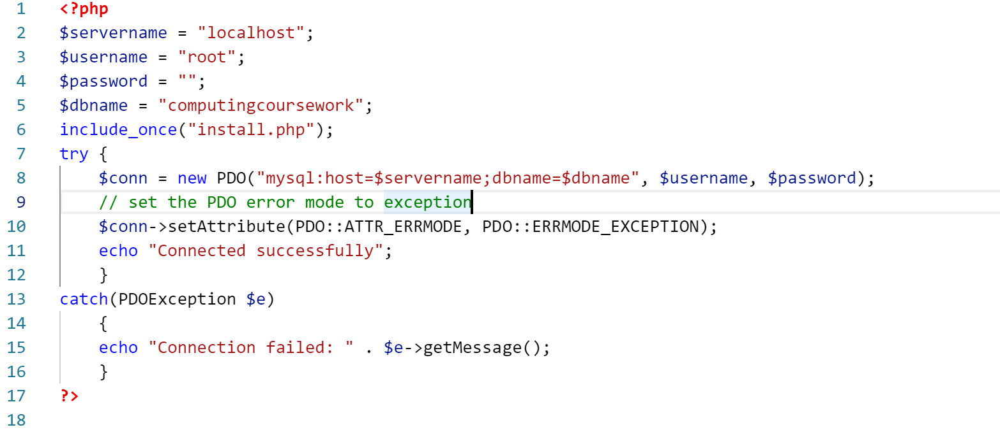 1 <?php
2 $servername = "localhost";
3 $username = "root";
4 $password = "";
5 $dbname = "computingcoursework";
6 include_once("install.php");
7 try {
8     $conn = new PDO("mysql:host=$servername;dbname=$dbname", $username, $password);
9     // set the PDO error mode to exception
10     $conn->setAttribute(PDO::ATTR_ERRMODE, PDO::ERRMODE_EXCEPTION);
11     echo "Connected successfully";
12     }
13 catch(PDOException $e)
14     {
15     echo "Connection failed: " . $e->getMessage();
16     }
17 ?>
18